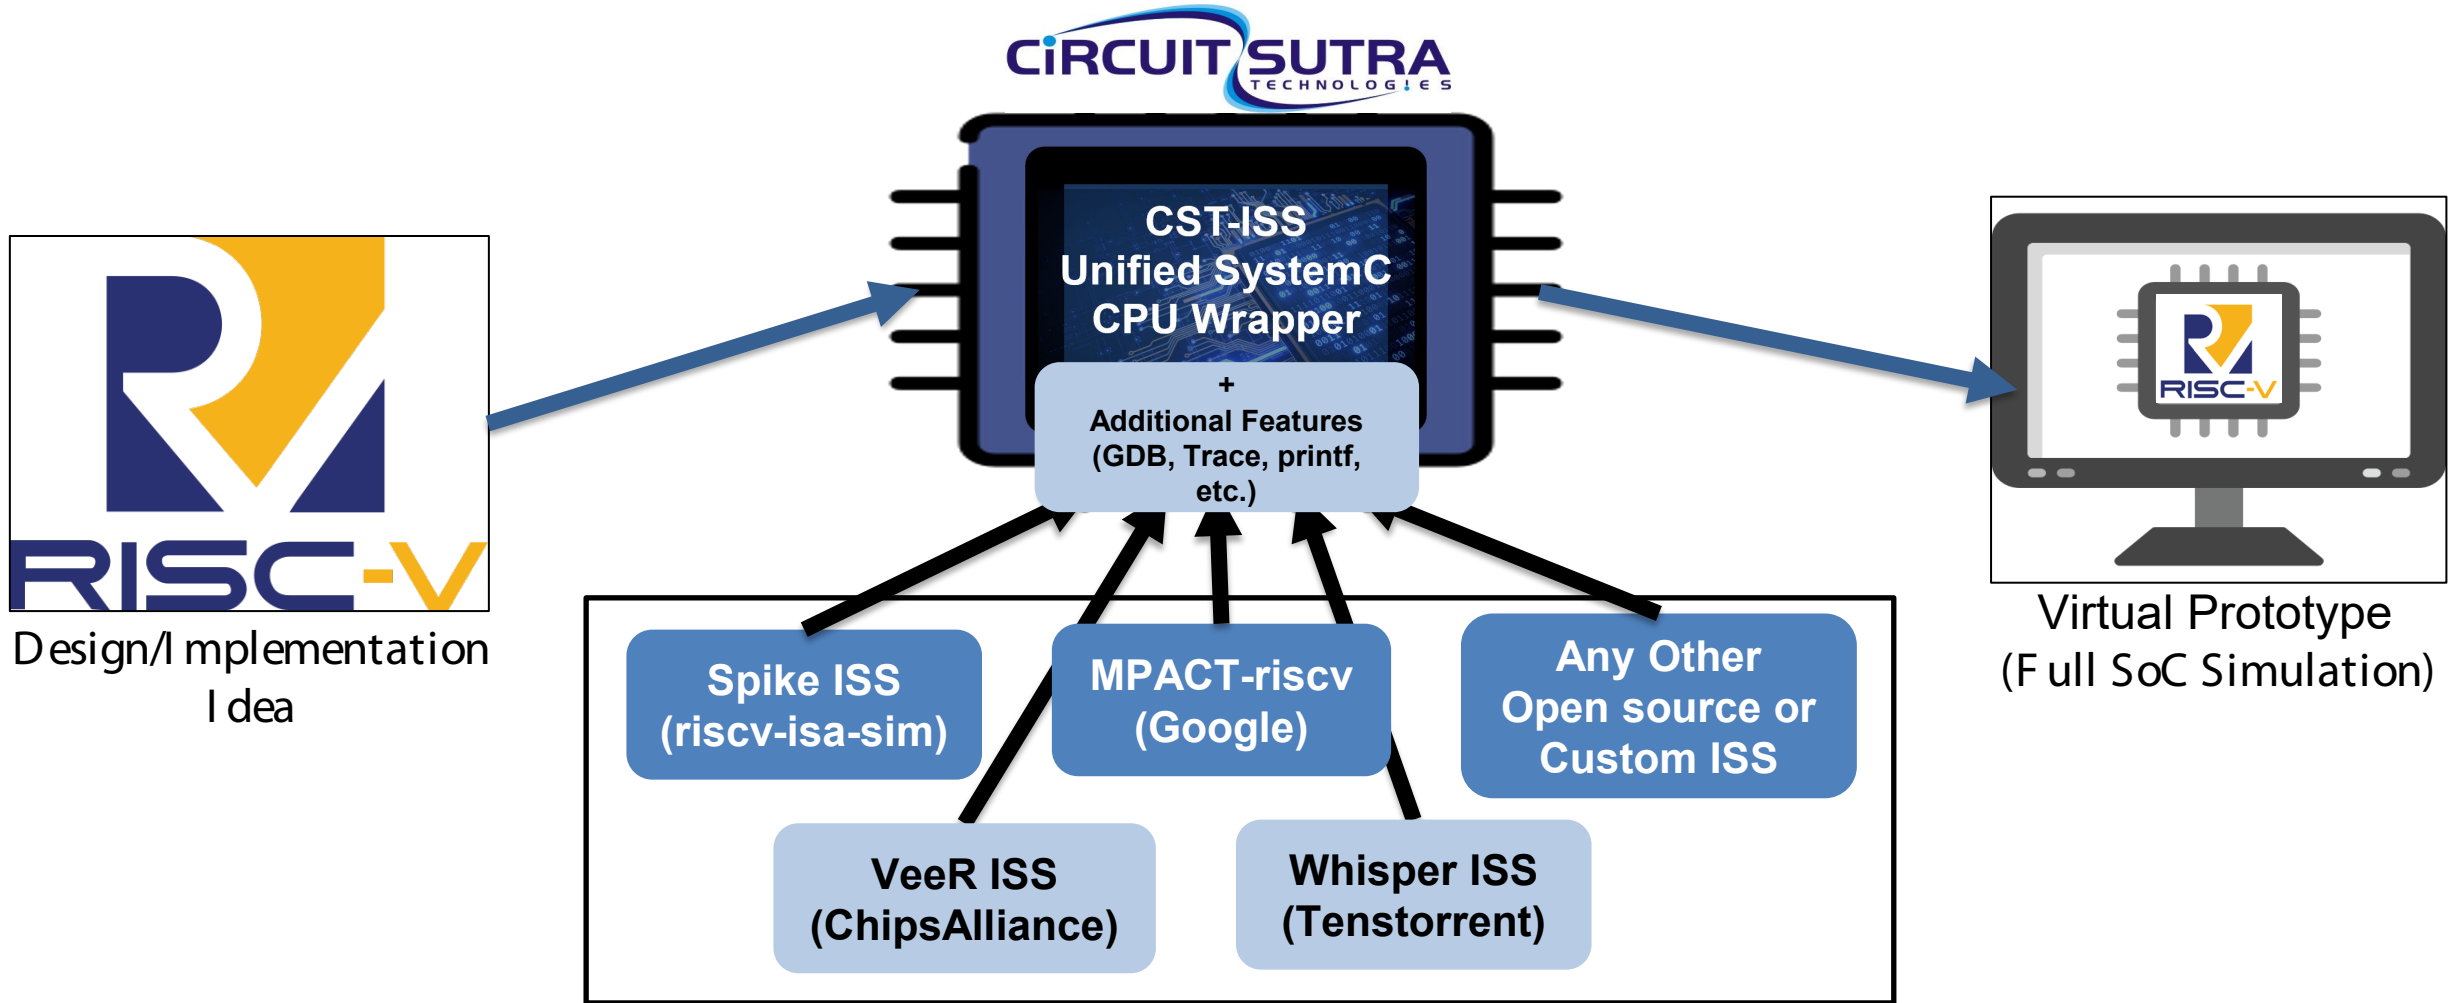 CiRCUIT SUTRA
TECHNOLOGIES
CST-ISS
Unified SystemC
CPU Wrapper
+
Additional Features
(GDB, Trace, printf,
etc.)
RISC-V
Design/Implementation
Idea
RISC-V
Virtual Prototype
(Full SoC Simulation)
Spike ISS
(riscv-isa-sim)
MPACT-riscv
(Google)
Any Other
Open source or
Custom ISS
VeeR ISS
(ChipsAlliance)
Whisper ISS
(Tenstorrent)